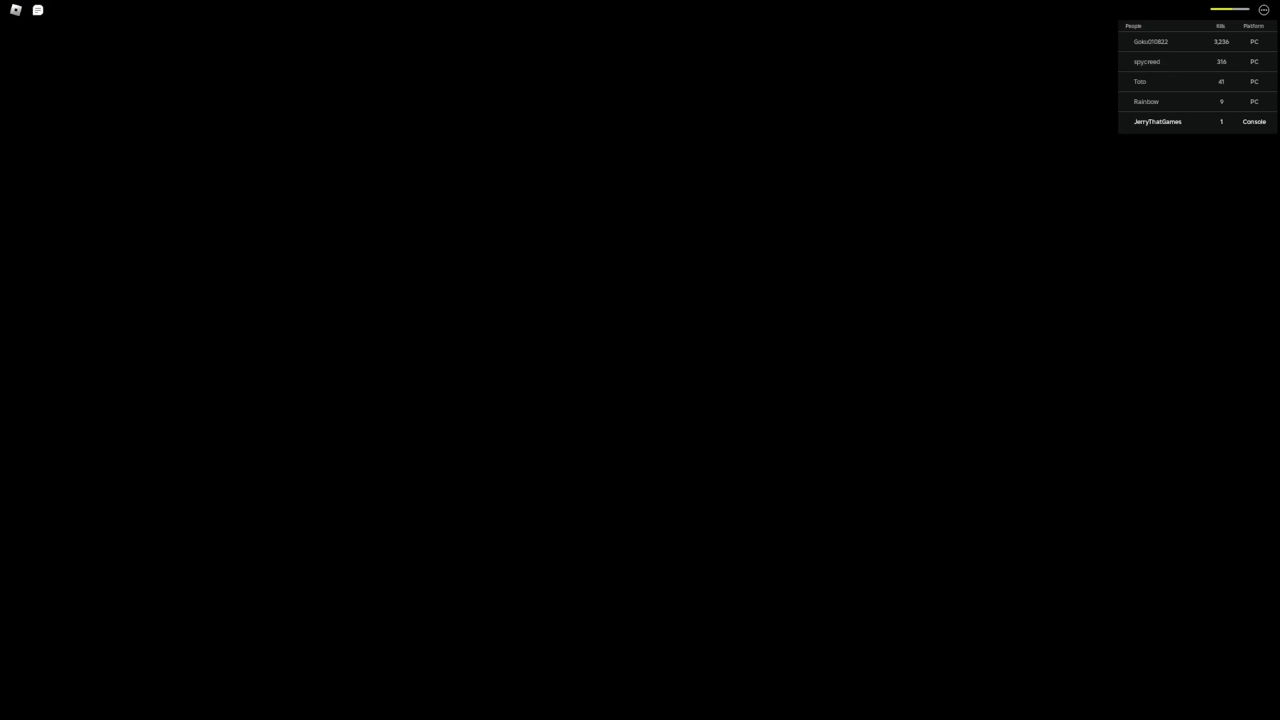 People Kills Platform
Goku010822 3,236 PC
spycreed 316 PC
Toto 41 PC
Rainbow 9 PC
JerryThatGames 1 Console